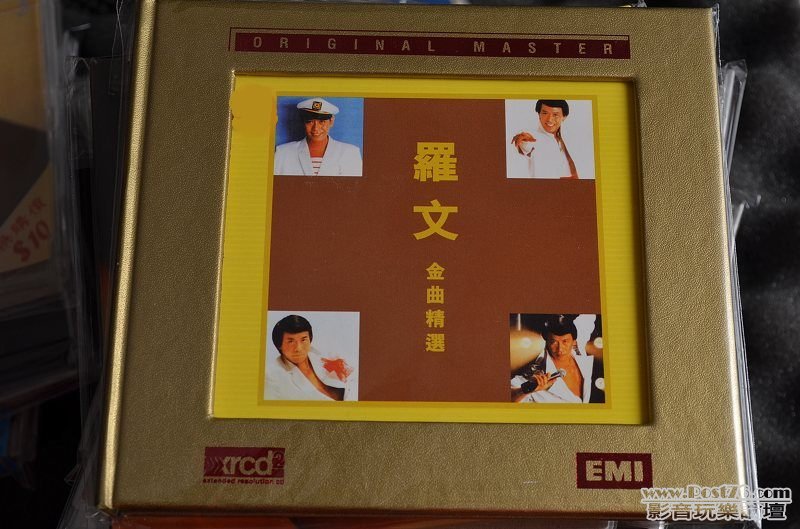 ORIGINAL MASTER
羅文
金曲精選
xrcd2
extended resolution cd
EMI
$10
www.Post76.com
影音玩樂論壇